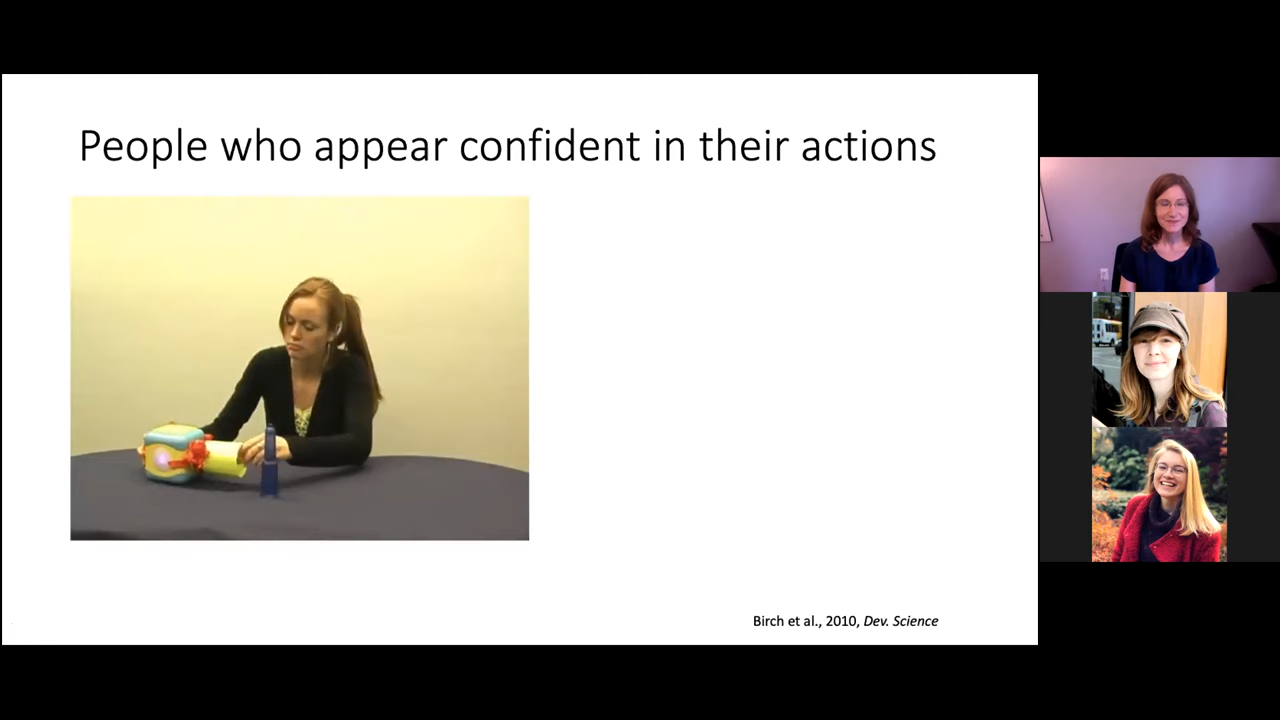 People who appear confident in their actions
Birch et al., 2010, Dev. Science